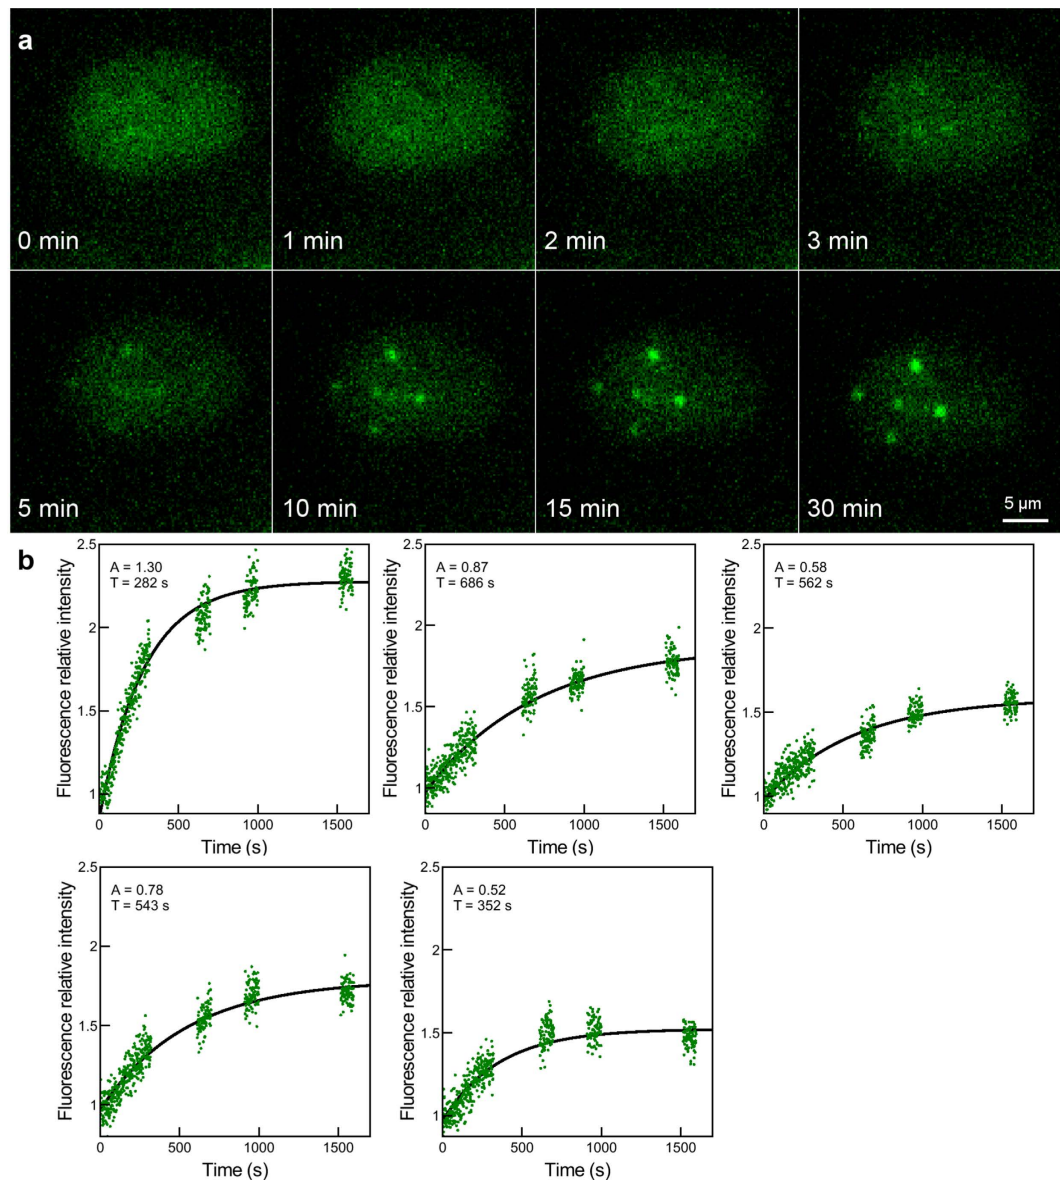 a
0 min
1 min
2 min
3 min
5 min
10 min
15 min
30 min
5 µm
b
Fluorescence relative intensity
2.5
2
1.5
1
A = 1.30
T = 282 s
0
500
1000
1500
Time (s)
Fluorescence relative intensity
2.5
2
1.5
1
A = 0.87
T = 686 s
0
500
1000
1500
Time (s)
Fluorescence relative intensity
2.5
2
1.5
1
A = 0.58
T = 562 s
0
500
1000
1500
Time (s)
Fluorescence relative intensity
2.5
2
1.5
1
A = 0.78
T = 543 s
0
500
1000
1500
Time (s)
Fluorescence relative intensity
2.5
2
1.5
1
A = 0.52
T = 352 s
0
500
1000
1500
Time (s)